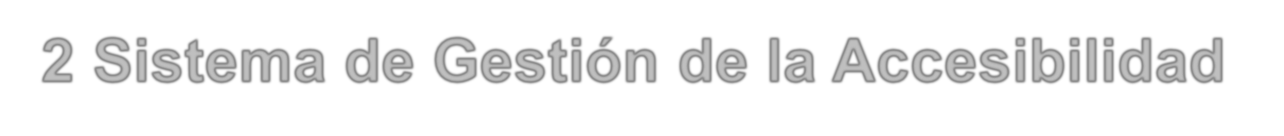 2 Sistema de Gestión de la Accesibilidad